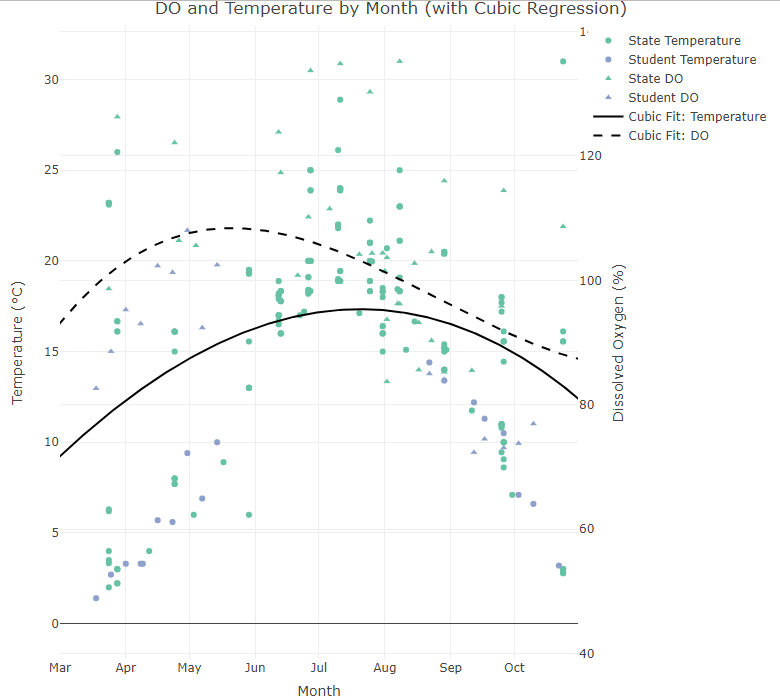 DO and Temperature by Month (with Cubic Regression)
State Temperature
Student Temperature
State DO
Student DO
Cubic Fit: Temperature
Cubic Fit: DO
30
25
20
15
10
5
0
Temperature (°C)
120
100
80
60
40
Dissolved Oxygen (%)
Mar Apr May Jun Jul Aug Sep Oct
Month